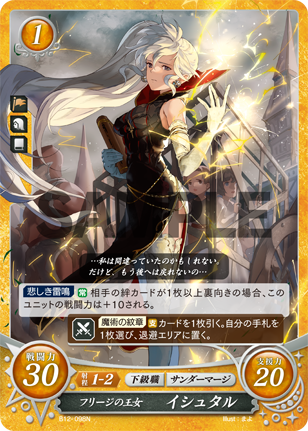 1
SAMPLE
…私は間違っていたのかもしれない。
だけど、もう後へは戻れないの…
悲しき雷鳴 常 相手の絆カードが1枚以上裏向きの場合、この
ユニットの戦闘力は+10される。
魔術の紋章 支 カードを1枚引く。自分の手札を
1枚選び、退避エリアに置く。
戦闘力
30
射程 1-2
下級職
サンダーマージ
支援力
20
フリージの王女 イシュタル
B12-096N
Illust:まよ